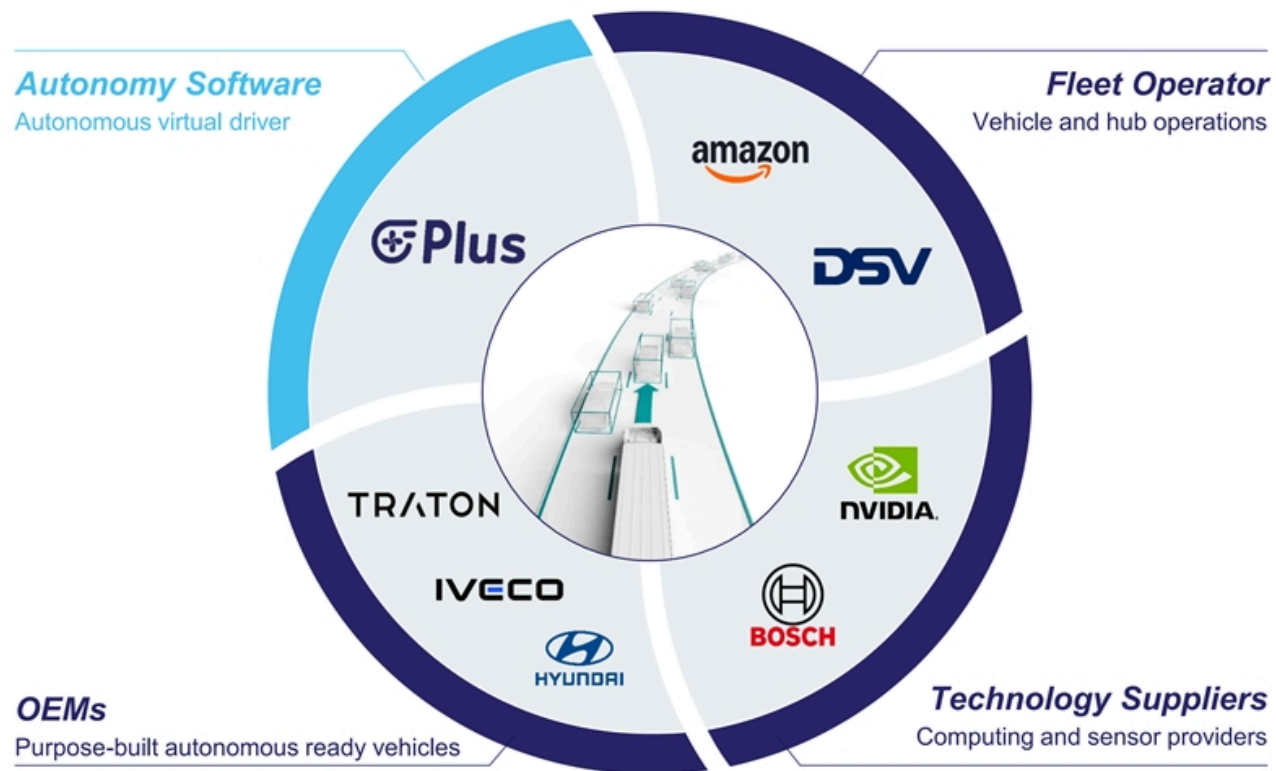 Autonomy Software
Autonomous virtual driver
Fleet Operator
Vehicle and hub operations
amazon
Plus
DSV
TRATON
NVIDIA.
IVECO
BOSCH
HYUNDAI
OEMs
Purpose-built autonomous ready vehicles
Technology Suppliers
Computing and sensor providers